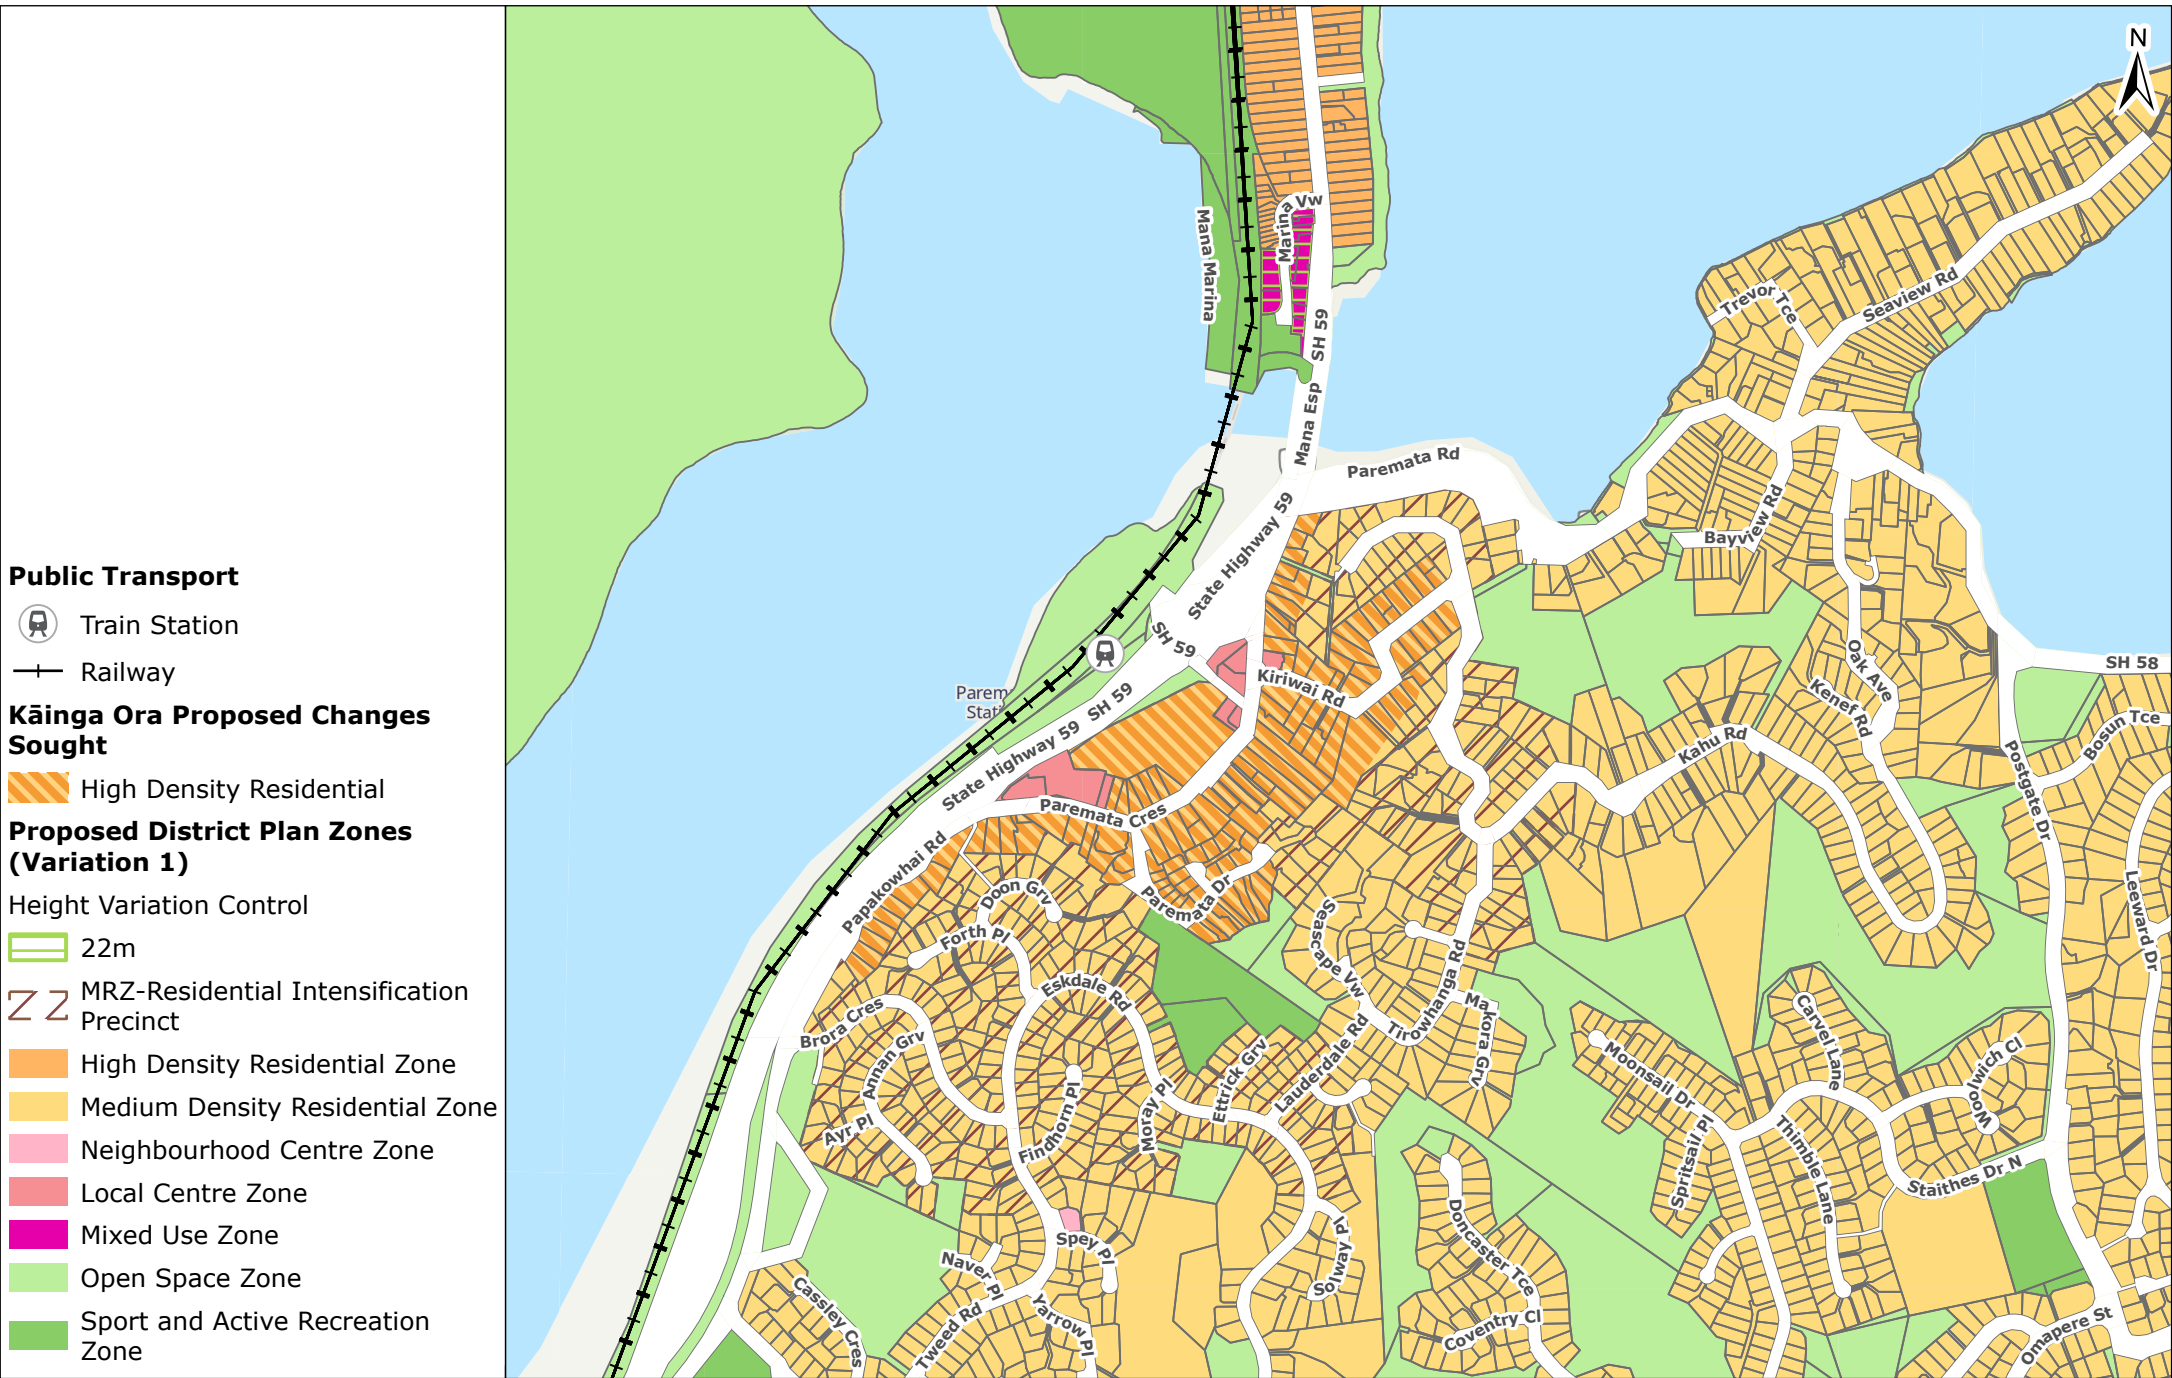 Public Transport
Train Station
Railway
Kāinga Ora Proposed Changes
Sought
High Density Residential
Proposed District Plan Zones
(Variation 1)
Height Variation Control
22m
MRZ-Residential Intensification
Precinct
High Density Residential Zone
Medium Density Residential Zone
Neighbourhood Centre Zone
Local Centre Zone
Mixed Use Zone
Open Space Zone
Sport and Active Recreation
Zone
N
Marina Vw
Mana Marina
SH 59
Mana Esp
Paremata Rd
State Highway 59
SH 59
Parem
Stati
SH 59
State Highway 59
Kiriwai Rd
Paremata Cres
Papakowhai Rd
Paremata Dr
Doon Grv
Forth Pl
Eskdale Rd
Brora Cres
Annan Grv
Ayr Pl
Findhorn Pl
Moray Pl
Ettrick Grv
Lauderdale Rd
Seascape Vw
Tirowhanga Rd
Makora Grv
Trevor Tce
Seaview Rd
Bayview Rd
Oak Ave
Kenef Rd
Kahu Rd
SH 58
Bosun Tce
Postgate Dr
Leeward Dr
Carvel Lane
Moonsail Dr
Spritsail Pl
Thimble Lane
Woolwich Cl
Staithes Dr N
Omapere St
Doncaster Tce
Coventry Cl
Solway Pl
Spey Pl
Naver Pl
Yarrow Pl
Tweed Rd
Cassley Cres